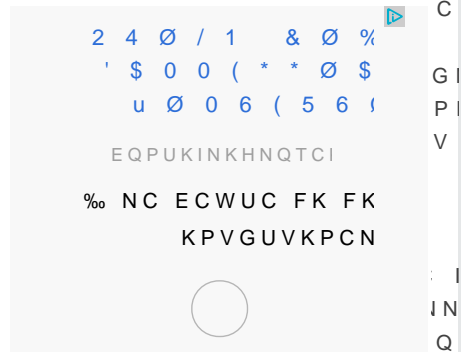 2 4 Ø / 1 & Ø %
' $ 0 0 ( * * Ø $
u Ø 0 6 ( 5 6
EQPUKINKHNQTCI
‰ NC ECWUC FK FK
KPVGUVKPCN
C
G
P
V
N
Q